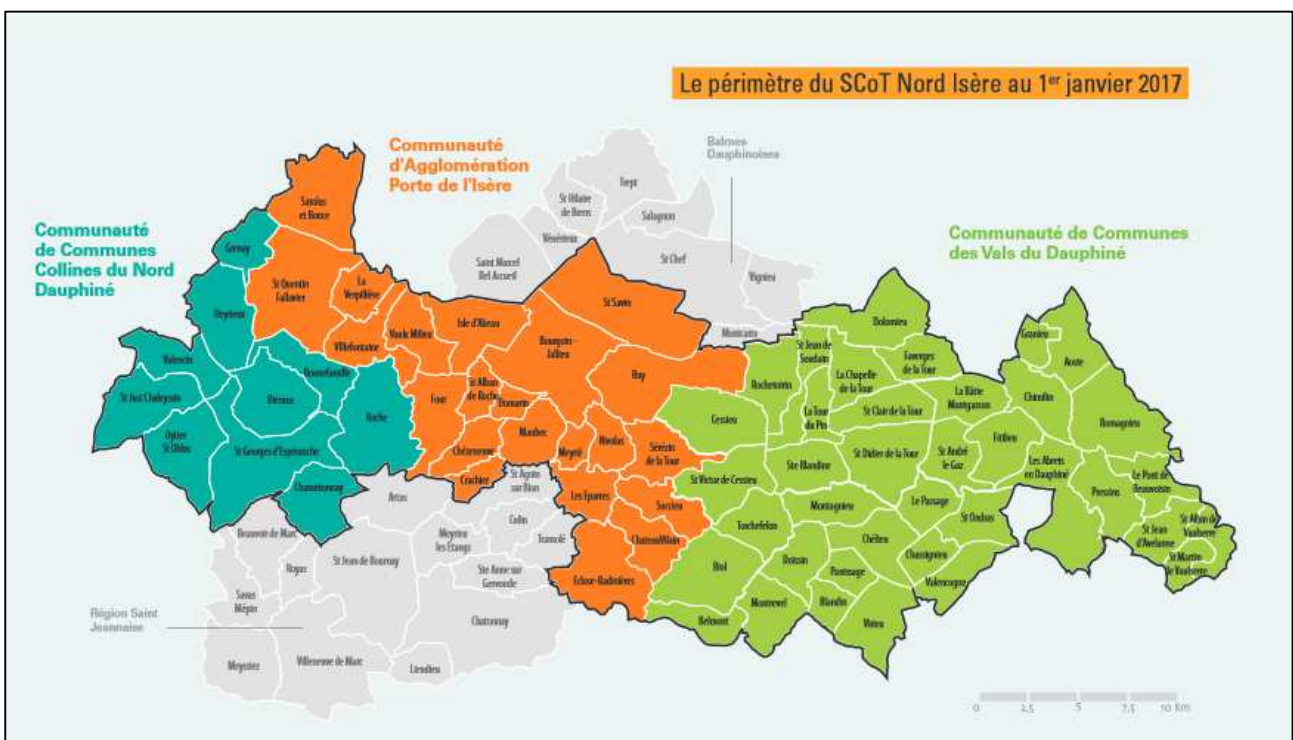 Le périmètre du SCoT Nord Isère au 1er janvier 2017
Communauté
d'Agglomération
Porte de l'Isère
Balmes
Dauphinoises
Communauté
de Communes
Collines du Nord
Dauphiné
Communauté de Communes
des Vals du Dauphiné
Région Saint
Jeannaise
Satolas
et Bonce
Grenay
St Quentin
Fallavier
La
Verpillière
Heyrieux
Villefontaine
Vaulx Milieu
Isle d'Abeau
Bourgoin -
Jallieu
St Savin
Ruy
Valencin
Bonnefamille
St Just Chaleyssin
Diémoz
Roche
Oytier
St Oblas
St Georges d'Espéranche
Charantonnay
Four
St Alban
de Roche
Domarin
Maubec
Chèzeneuve
Crachier
Meyrié
Nivolas
Sérézin
de la Tour
Les Eparres
Succieu
Chateauvilain
Eclose-Badinières
Trept
St Hilaire
de Brens
Salagnon
Vénérieu
Saint Marcel
Bel Accueil
St Chef
Vignieu
Montcarra
Dolomieu
St Jean de
Soudain
Rochetoirin
La Chapelle
de la Tour
Faverges
de la Tour
Cessieu
La Tour
du Pin
St Clair de la Tour
La Bâtie
Montgascon
Granieu
Aoste
Chimilin
Romagnieu
St Victor de Cessieu
Ste Blandine
St Didier de la Tour
St André
le Gaz
Fitilieu
Les Abrets
en Dauphiné
Le Pont de
Beauvoisin
Pressins
St Jean
d'Avelanne
St Albin de
Vaulserre
St Martin
de Vaulserre
Torchefelon
Montagnieu
Le Passage
St Ondras
Biol
Doissin
Chélieu
Panissage
Chassignieu
Valencogne
Belmont
Montrevel
Blandin
Virieu
Artas
St Agnin
sur Bion
Culin
Tramolé
Meyrieu
les Etangs
Beauvoir de Marc
Royas
St Jean de Bournay
Ste Anne sur
Gervonde
Savas
Mépin
Chatonnay
Meyssiez
Villeneuve de Marc
Lieudieu
0 2,5 5 7,5 10 Km